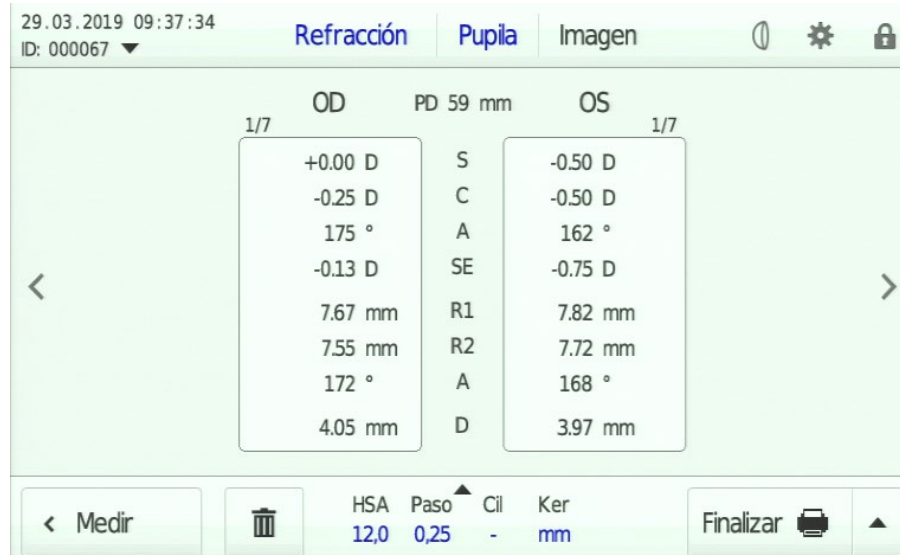 29.03.2019 09:37:34
ID: 000067
Refracción Pupila Imagen
OD PD 59 mm OS
1/7 1/7
+0.00 D S -0.50 D
-0.25 D C -0.50 D
175 ° A 162 °
-0.13 D SE -0.75 D
7.67 mm R1 7.82 mm
7.55 mm R2 7.72 mm
172 ° A 168 °
4.05 mm D 3.97 mm
< Medir
HSA Paso Cil Ker
12,0 0,25 - mm
Finalizar